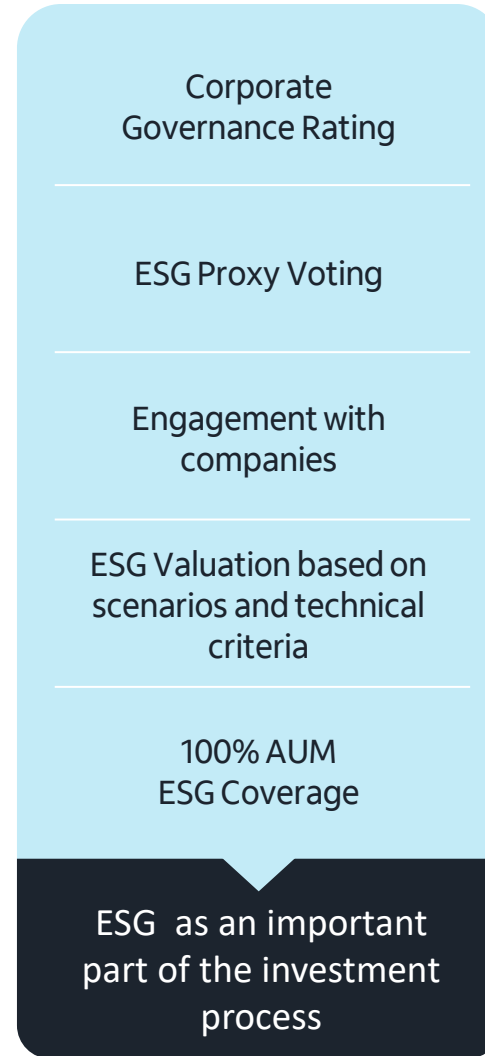 Corporate
Governance Rating
ESG Proxy Voting
Engagement with
companies
ESG Valuation based on
scenarios and technical
criteria
100% AUM
ESG Coverage
ESG as an important
part of the investment
process